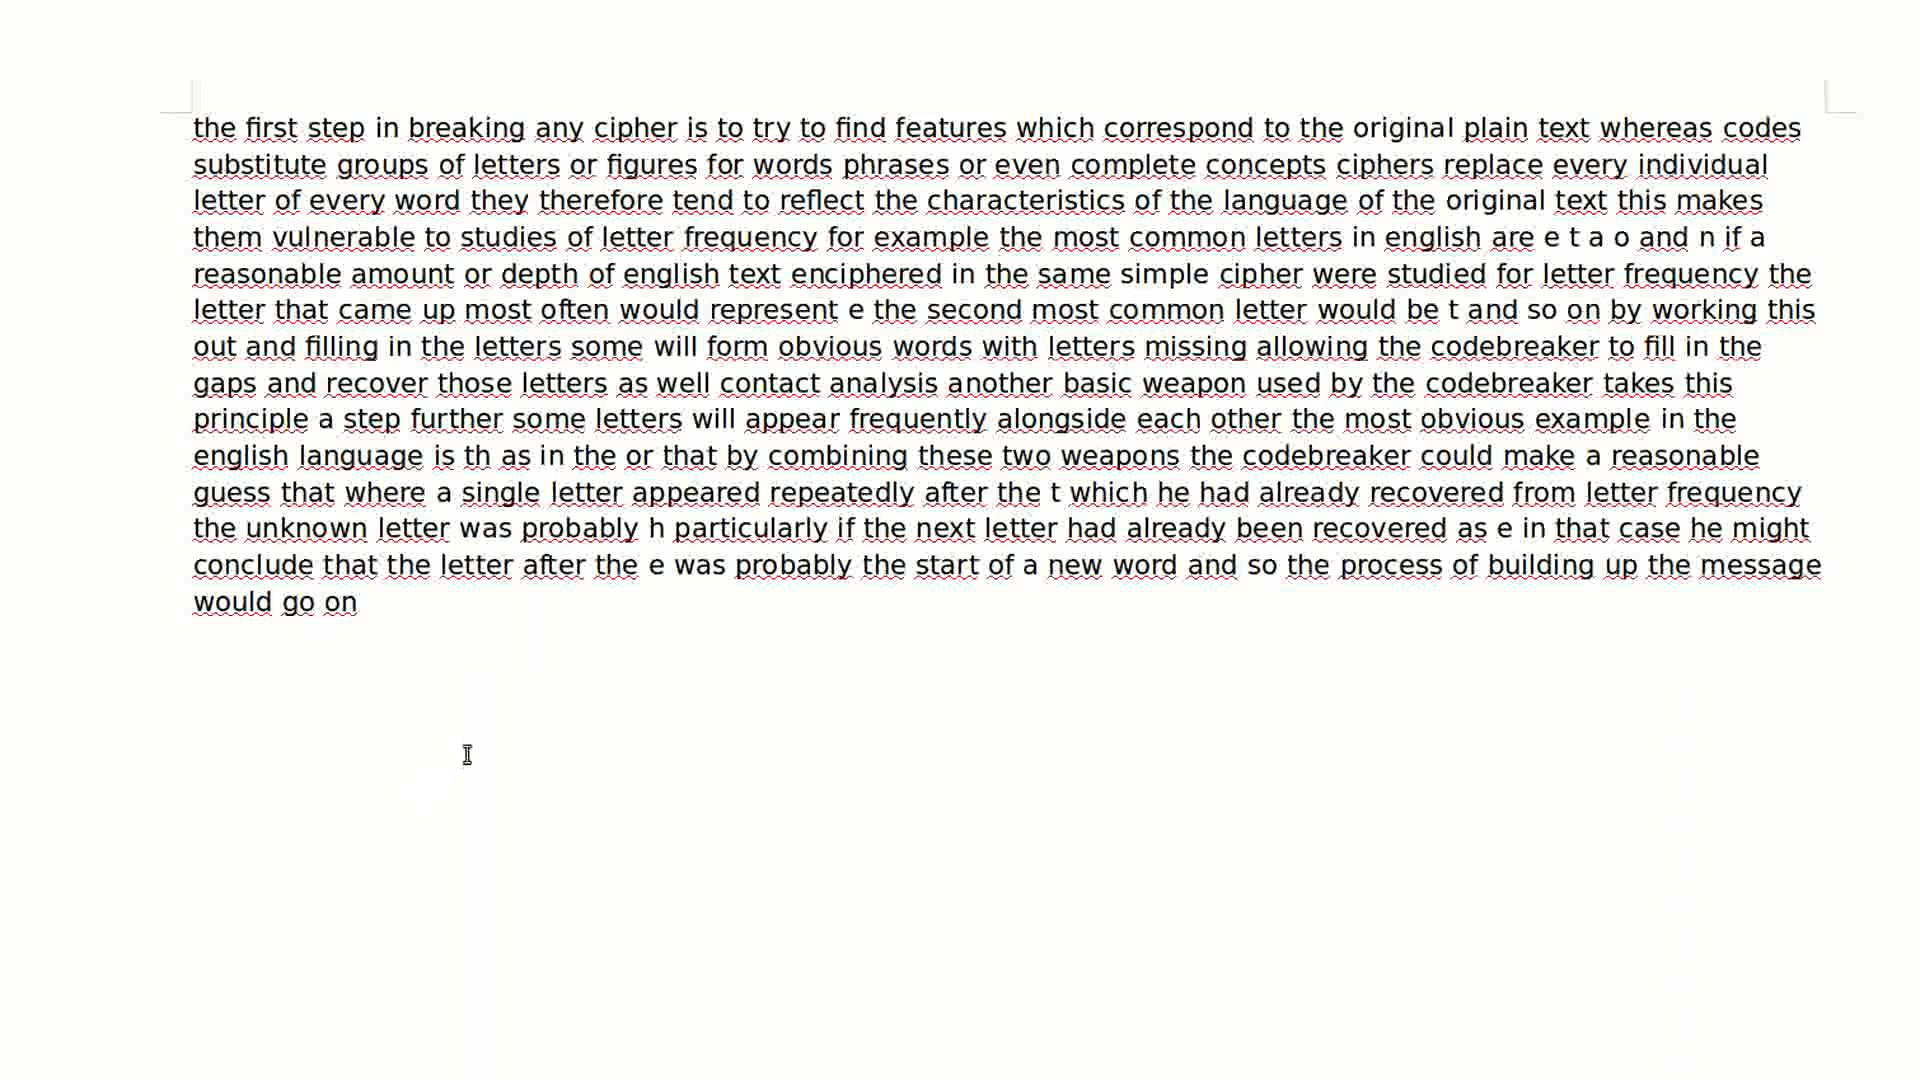 the first step in breaking any cipher is to try to find features which correspond to the original plain text whereas codes
substitute groups of letters or figures for words phrases or even complete concepts ciphers replace every individual
letter of every word they therefore tend to reflect the characteristics of the language of the original text this makes
them vulnerable to studies of letter frequency for example the most common letters in english are e t a o and n if a
reasonable amount or depth of english text enciphered in the same simple cipher were studied for letter frequency the
letter that came up most often would represent e the second most common letter would be t and so on by working this
out and filling in the letters some will form obvious words with letters missing allowing the codebreaker to fill in the
gaps and recover those letters as well contact analysis another basic weapon used by the codebreaker takes this
principle a step further some letters will appear frequently alongside each other the most obvious example in the
english language is th as in the or that by combining these two weapons the codebreaker could make a reasonable
guess that where a single letter appeared repeatedly after the t which he had already recovered from letter frequency
the unknown letter was probably h particularly if the next letter had already been recovered as e in that case he might
conclude that the letter after the e was probably the start of a new word and so the process of building up the message
would go on